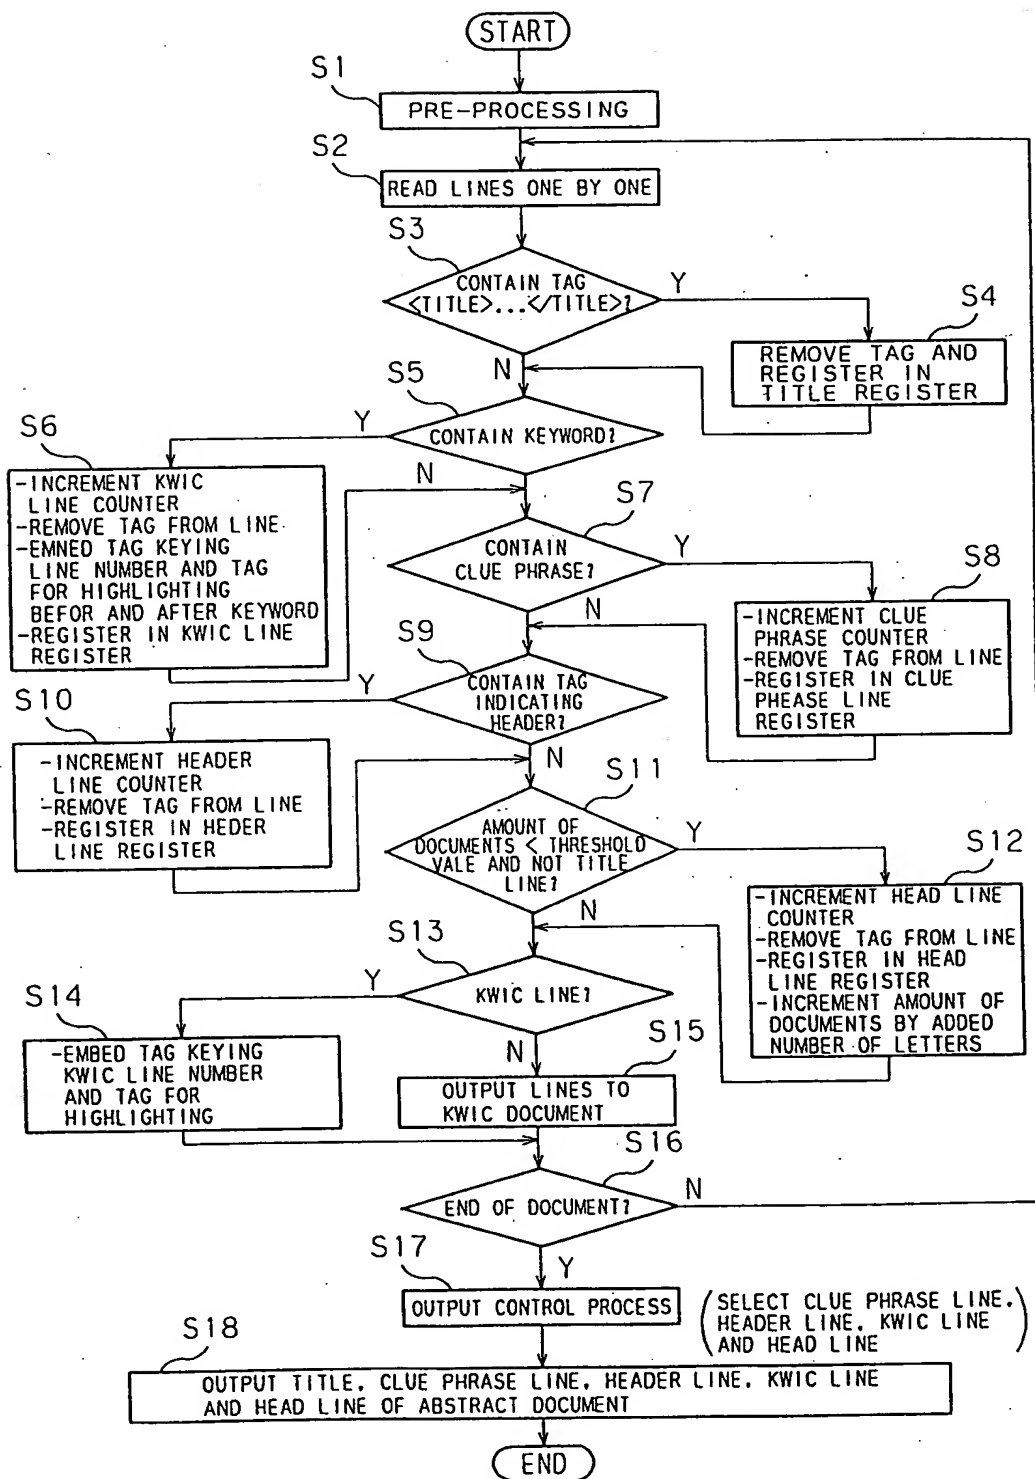 START
S1
PRE-PROCESSING
S2
READ LINES ONE BY ONE
S3
CONTAIN TAG
<TITLE>...</TITLE>?
Y
S4
REMOVE TAG AND
REGISTER IN
TITLE REGISTER
N
S5
CONTAIN KEYWORD?
Y
S6
-INCREMENT KWIC
LINE COUNTER
-REMOVE TAG FROM LINE
-EMNED TAG KEYING
LINE NUMBER AND TAG
FOR HIGHLIGHTING
BEFOR AND AFTER KEYWORD
-REGISTER IN KWIC LINE
REGISTER
N
S7
CONTAIN
CLUE PHRASE?
Y
S8
-INCREMENT CLUE
PHRASE COUNTER
-REMOVE TAG FROM LINE
-REGISTER IN CLUE
PHEASE LINE
REGISTER
N
S9
CONTAIN TAG
INDICATING
HEADER?
Y
S10
-INCREMENT HEADER
LINE COUNTER
-REMOVE TAG FROM LINE
-REGISTER IN HEDER
LINE REGISTER
N
S11
AMOUNT OF
DOCUMENTS < THRESHOLD
VALE AND NOT TITLE
LINE?
Y
S12
-INCREMENT HEAD LINE
COUNTER
-REMOVE TAG FROM LINE
-REGISTER IN HEAD
LINE REGISTER
-INCREMENT AMOUNT OF
DOCUMENTS BY ADDED
NUMBER OF LETTERS
N
S13
KWIC LINE?
Y
S14
-EMBED TAG KEYING
KWIC LINE NUMBER
AND TAG FOR
HIGHLIGHTING
N
S15
OUTPUT LINES TO
KWIC DOCUMENT
S16
END OF DOCUMENT?
N
Y
S17
OUTPUT CONTROL PROCESS
(SELECT CLUE PHRASE LINE,
HEADER LINE, KWIC LINE
AND HEAD LINE)
S18
OUTPUT TITLE, CLUE PHRASE LINE, HEADER LINE, KWIC LINE
AND HEAD LINE OF ABSTRACT DOCUMENT
END